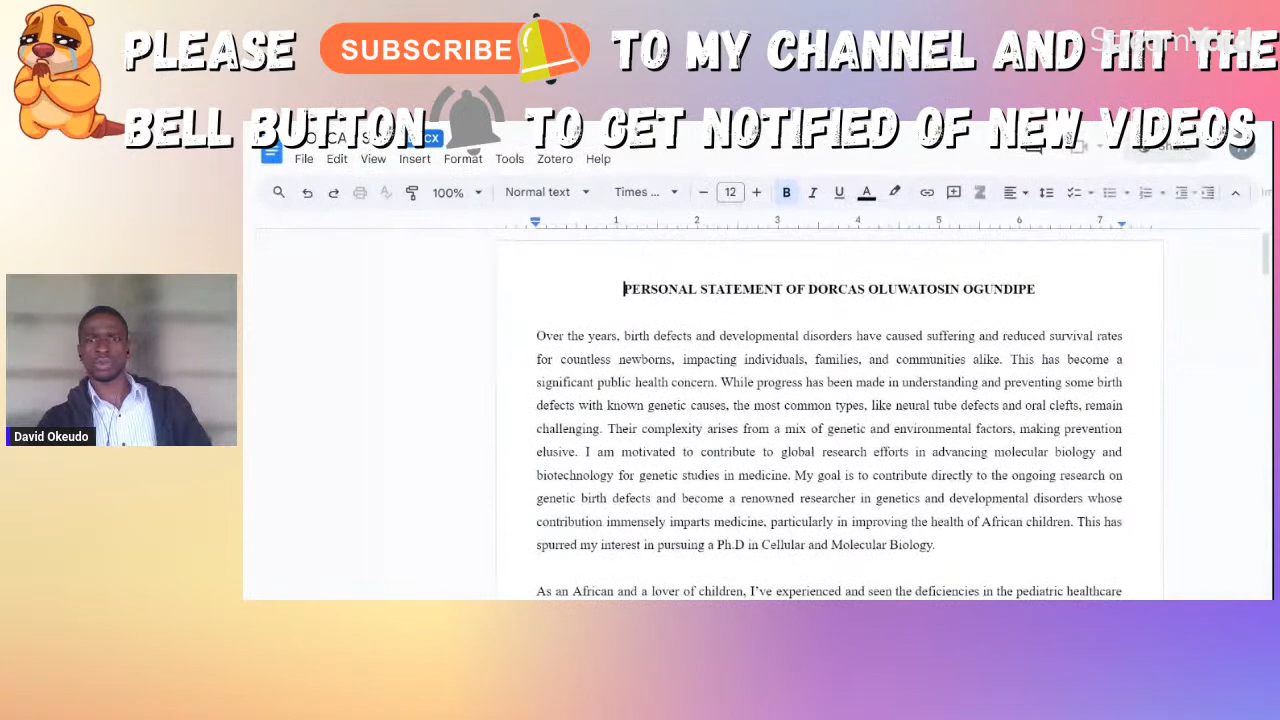 PLEASE SUBSCRIBE TO MY CHANNEL AND HIT THE
BELL BUTTON TO GET NOTIFIED OF NEW VIDEOS
File Edit View Insert Format Tools Zotero Help
100% Normal text Times ... 12 B I U A
1 2 3 4 5 6 7
PERSONAL STATEMENT OF DORCAS OLUWATOSIN OGUNDIPE
Over the years, birth defects and developmental disorders have caused suffering and reduced survival rates
for countless newborns, impacting individuals, families, and communities alike. This has become a
significant public health concern. While progress has been made in understanding and preventing some birth
defects with known genetic causes, the most common types, like neural tube defects and oral clefts, remain
challenging. Their complexity arises from a mix of genetic and environmental factors, making prevention
elusive. I am motivated to contribute to global research efforts in advancing molecular biology and
biotechnology for genetic studies in medicine. My goal is to contribute directly to the ongoing research on
genetic birth defects and become a renowned researcher in genetics and developmental disorders whose
contribution immensely imparts medicine, particularly in improving the health of African children. This has
spurred my interest in pursuing a Ph.D in Cellular and Molecular Biology.
As an African and a lover of children, I've experienced and seen the deficiencies in the pediatric healthcare
David Okeudo